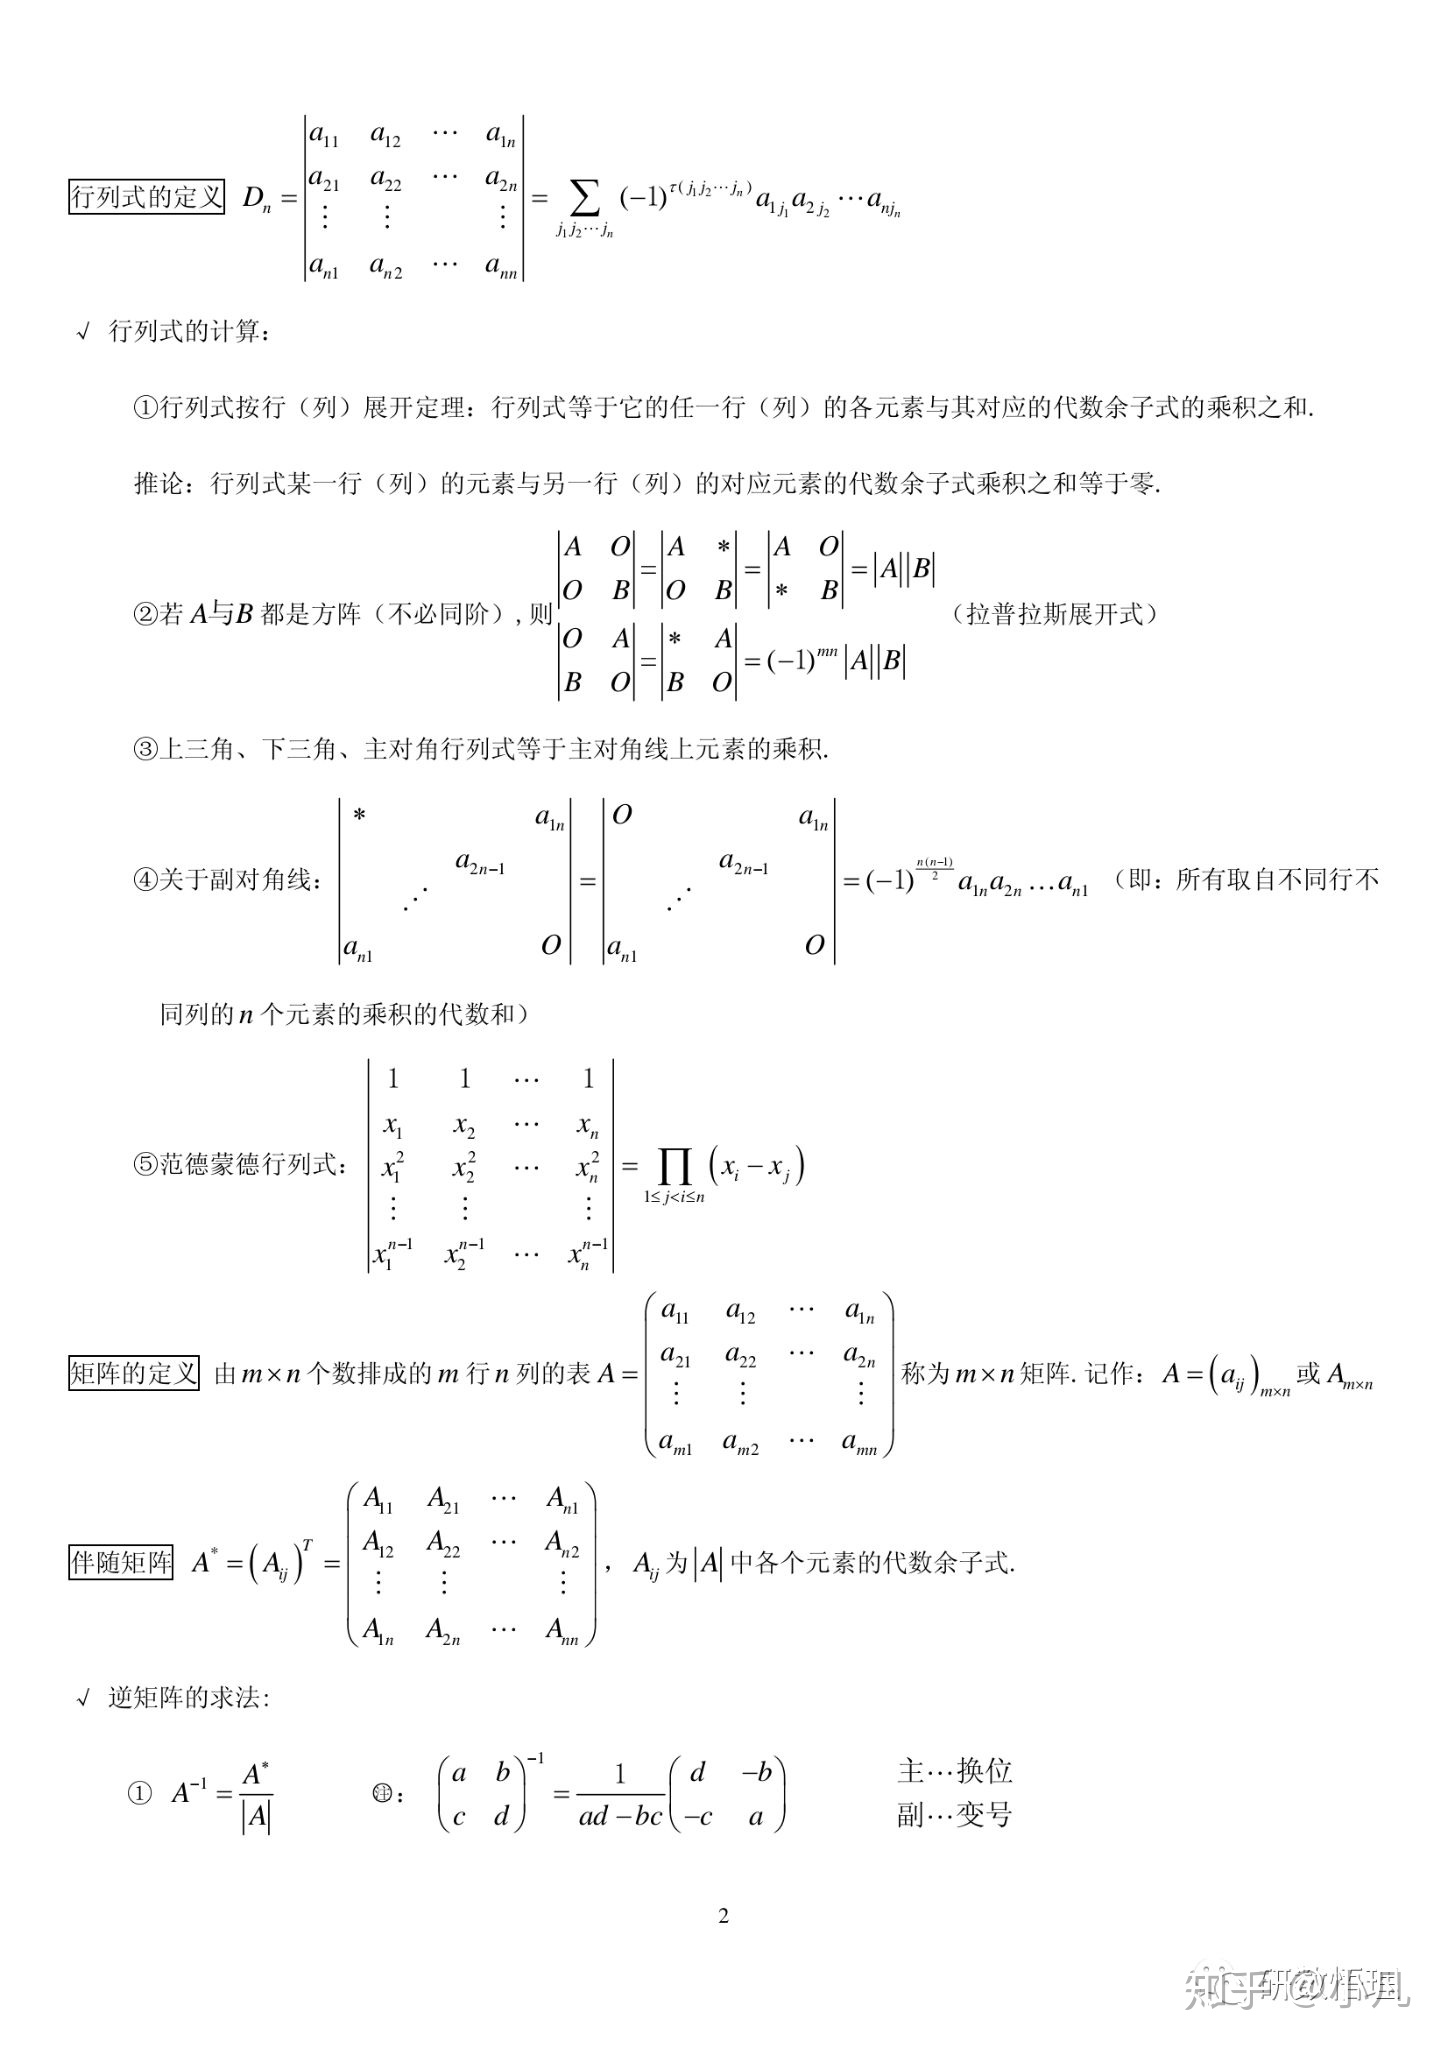 行列式的定义 $D_n = \begin{vmatrix} a_{11} & a_{12} & \cdots & a_{1n} \\ a_{21} & a_{22} & \cdots & a_{2n} \\ \vdots & \vdots & & \vdots \\ a_{n1} & a_{n2} & \cdots & a_{nn} \end{vmatrix} = \sum_{j_1 j_2 \cdots j_n} (-1)^{\tau(j_1 j_2 \cdots j_n)} a_{1j_1} a_{2j_2} \cdots a_{nj_n}$
√ 行列式的计算：
①行列式按行（列）展开定理：行列式等于它的任一行（列）的各元素与其对应的代数余子式的乘积之和.
推论：行列式某一行（列）的元素与另一行（列）的对应元素的代数余子式乘积之和等于零.
②若 A与B 都是方阵（不必同阶）, 则 $\begin{vmatrix} A & O \\ O & B \end{vmatrix} = \begin{vmatrix} A & * \\ O & B \end{vmatrix} = \begin{vmatrix} A & O \\ * & B \end{vmatrix} = |A||B|$
$\begin{vmatrix} O & A \\ B & O \end{vmatrix} = \begin{vmatrix} * & A \\ B & O \end{vmatrix} = (-1)^{mn} |A||B|$ （拉普拉斯展开式）
③上三角、下三角、主对角行列式等于主对角线上元素的乘积.
④关于副对角线：$\begin{vmatrix} * & & & a_{1n} \\ & & a_{2n-1} & \\ & ⋰ & & \\ a_{n1} & & & O \end{vmatrix} = \begin{vmatrix} O & & & a_{1n} \\ & & a_{2n-1} & \\ & ⋰ & & \\ a_{n1} & & & O \end{vmatrix} = (-1)^{\frac{n(n-1)}{2}} a_{1n} a_{2n} \ldots a_{n1}$ （即：所有取自不同行不
同列的 n 个元素的乘积的代数和）
⑤范德蒙德行列式：$\begin{vmatrix} 1 & 1 & \cdots & 1 \\ x_1 & x_2 & \cdots & x_n \\ x_1^2 & x_2^2 & \cdots & x_n^2 \\ \vdots & \vdots & & \vdots \\ x_1^{n-1} & x_2^{n-1} & \cdots & x_n^{n-1} \end{vmatrix} = \prod_{1 \le j < i \le n} (x_i - x_j)$
矩阵的定义 由 m×n 个数排成的 m 行 n 列的表 $A = \begin{pmatrix} a_{11} & a_{12} & \cdots & a_{1n} \\ a_{21} & a_{22} & \cdots & a_{2n} \\ \vdots & \vdots & & \vdots \\ a_{m1} & a_{m2} & \cdots & a_{mn} \end{pmatrix}$ 称为 m×n 矩阵. 记作：$A = (a_{ij})_{m \times n}$ 或 $A_{m \times n}$
伴随矩阵 $A^* = (A_{ij})^T = \begin{pmatrix} A_{11} & A_{21} & \cdots & A_{n1} \\ A_{12} & A_{22} & \cdots & A_{n2} \\ \vdots & \vdots & & \vdots \\ A_{1n} & A_{2n} & \cdots & A_{nn} \end{pmatrix}$， $A_{ij}$ 为 $|A|$ 中各个元素的代数余子式.
√ 逆矩阵的求法:
① $A^{-1} = \frac{A^*}{|A|}$ 注： $\begin{pmatrix} a & b \\ c & d \end{pmatrix}^{-1} = \frac{1}{ad-bc} \begin{pmatrix} d & -b \\ -c & a \end{pmatrix}$ 主⋯换位
副⋯变号
2
知乎 @小儿
研数悟理